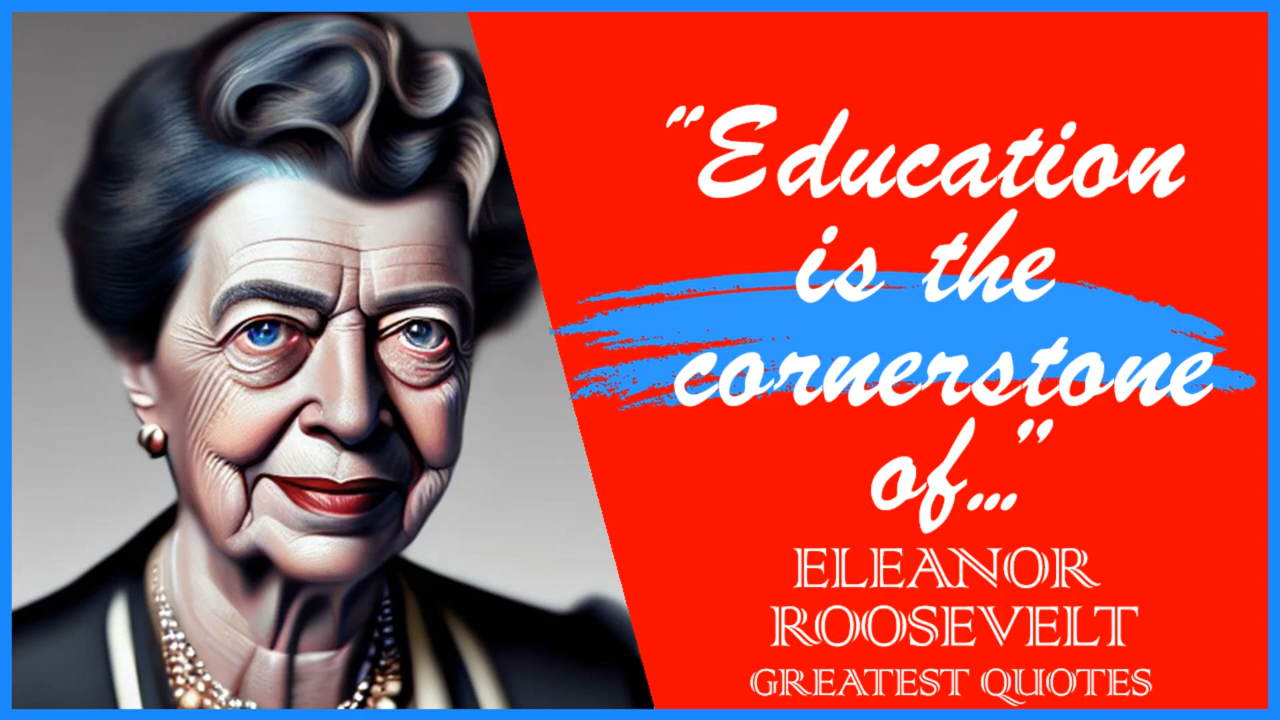 "Education
is the
cornerstone
of..."
ELEANOR
ROOSEVELT
GREATEST QUOTES